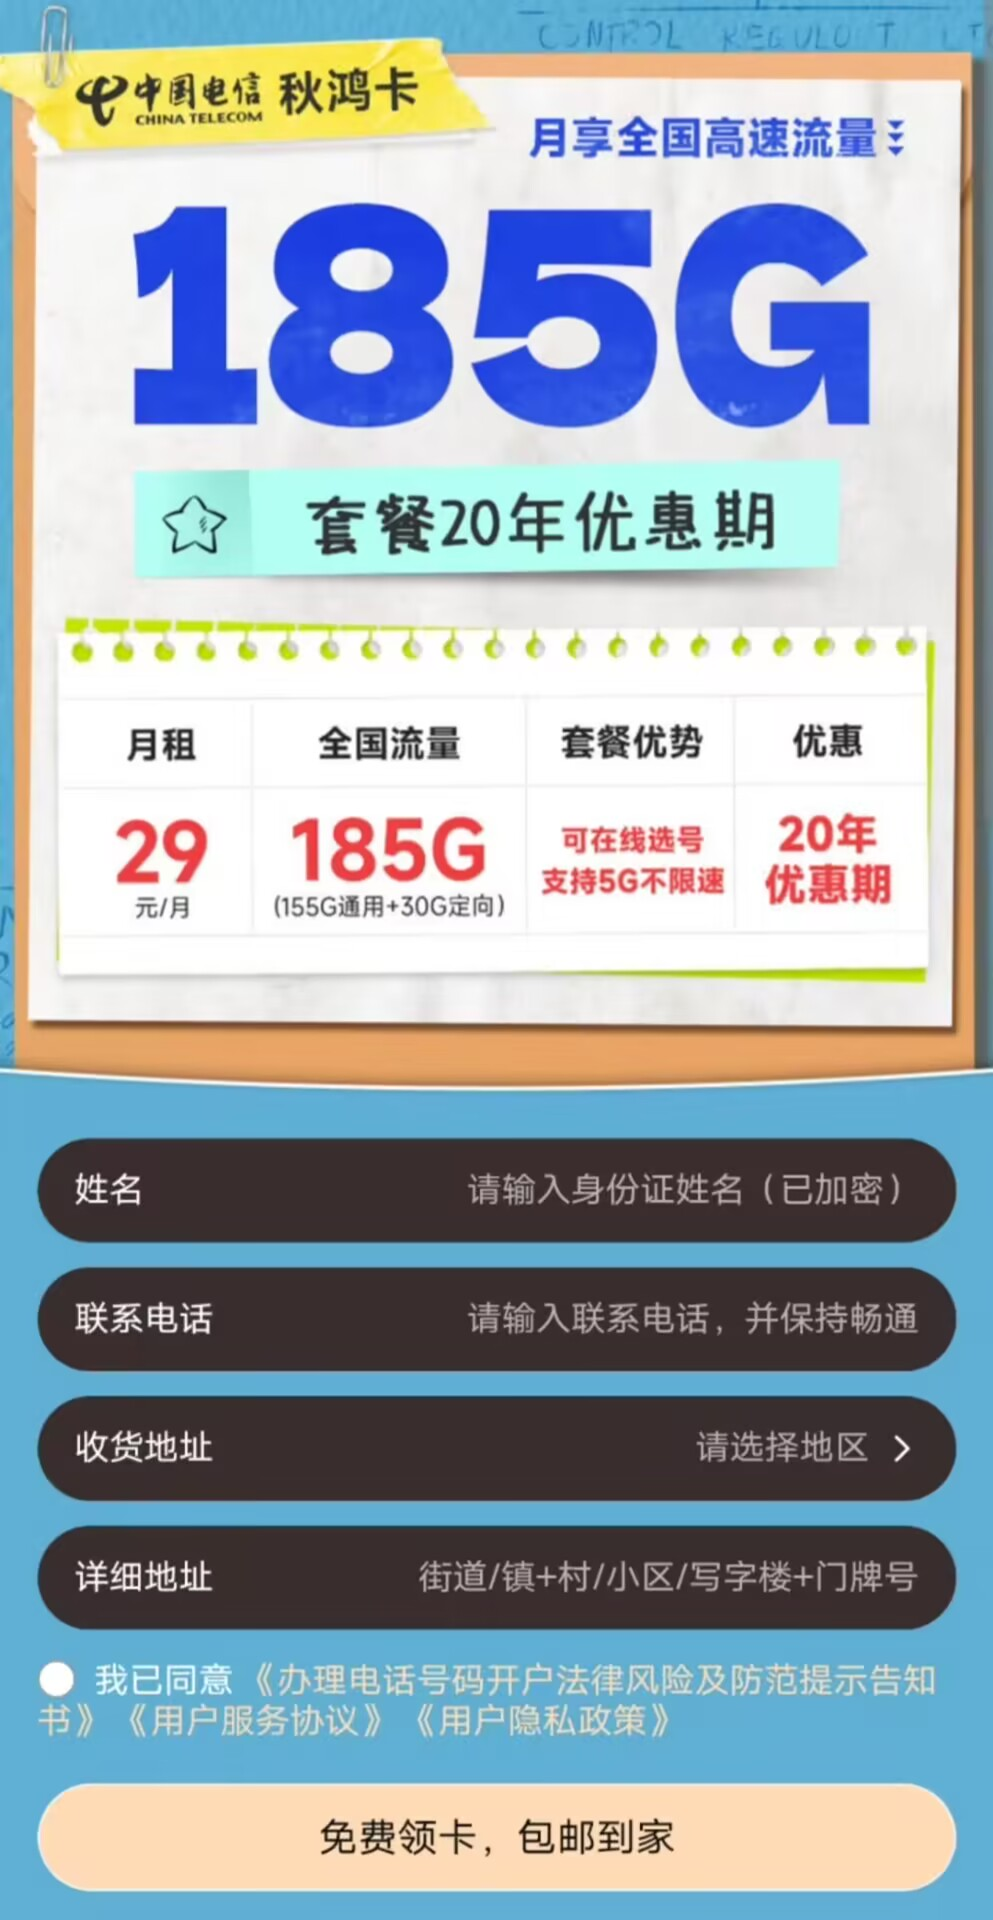 CONTROL REGULO T
中国电信 秋鸿卡
CHINA TELECOM
月享全国高速流量
185G
套餐20年优惠期
月租 全国流量 套餐优势 优惠
29 185G 可在线选号 20年
元/月 (155G通用+30G定向) 支持5G不限速 优惠期
姓名 请输入身份证姓名（已加密）
联系电话 请输入联系电话，并保持畅通
收货地址 请选择地区 >
详细地址 街道/镇+村/小区/写字楼+门牌号
我已同意《办理电话号码开户法律风险及防范提示告知
书》《用户服务协议》《用户隐私政策》
免费领卡，包邮到家